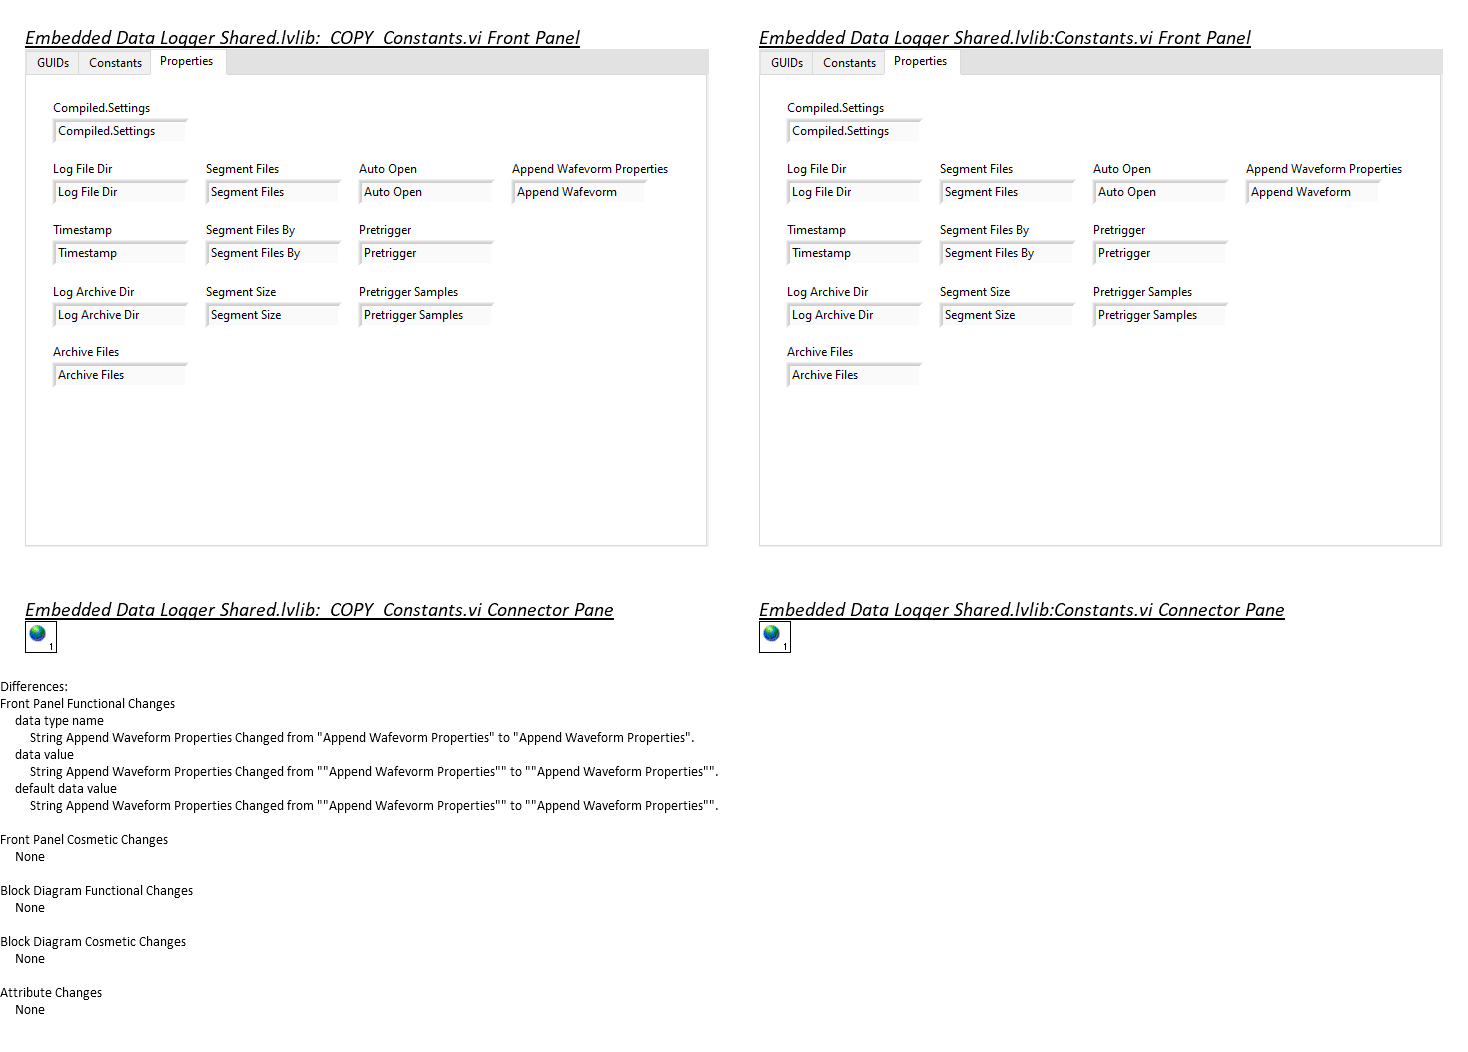 Embedded Data Logger Shared.lvlib:_COPY_Constants.vi Front Panel
GUIDs Constants Properties
Compiled.Settings
Compiled.Settings
Log File Dir Segment Files Auto Open Append Wafevorm Properties
Log File Dir Segment Files Auto Open Append Wafevorm
Timestamp Segment Files By Pretrigger
Timestamp Segment Files By Pretrigger
Log Archive Dir Segment Size Pretrigger Samples
Log Archive Dir Segment Size Pretrigger Samples
Archive Files
Archive Files
Embedded Data Logger Shared.lvlib:Constants.vi Front Panel
GUIDs Constants Properties
Compiled.Settings
Compiled.Settings
Log File Dir Segment Files Auto Open Append Waveform Properties
Log File Dir Segment Files Auto Open Append Waveform
Timestamp Segment Files By Pretrigger
Timestamp Segment Files By Pretrigger
Log Archive Dir Segment Size Pretrigger Samples
Log Archive Dir Segment Size Pretrigger Samples
Archive Files
Archive Files
Embedded Data Logger Shared.lvlib:_COPY_Constants.vi Connector Pane
1
Embedded Data Logger Shared.lvlib:Constants.vi Connector Pane
1
Differences:
Front Panel Functional Changes
data type name
String Append Waveform Properties Changed from "Append Wafevorm Properties" to "Append Waveform Properties".
data value
String Append Waveform Properties Changed from ""Append Wafevorm Properties"" to ""Append Waveform Properties"".
default data value
String Append Waveform Properties Changed from ""Append Wafevorm Properties"" to ""Append Waveform Properties"".
Front Panel Cosmetic Changes
None
Block Diagram Functional Changes
None
Block Diagram Cosmetic Changes
None
Attribute Changes
None